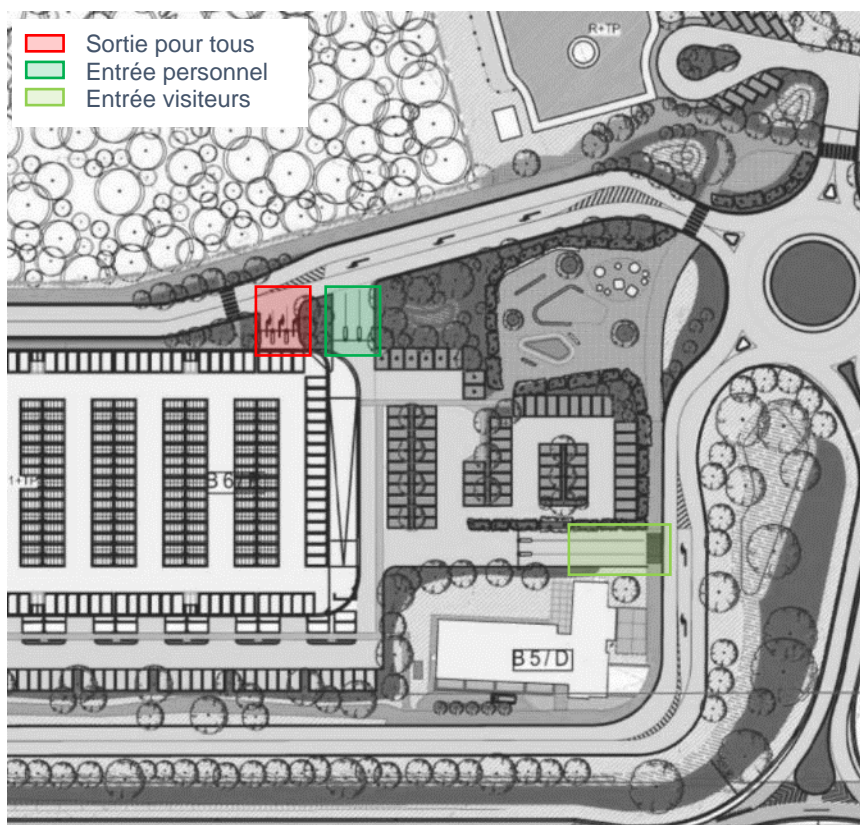 Sortie pour tous
Entrée personnel
Entrée visiteurs
R+TP
B 5 / D